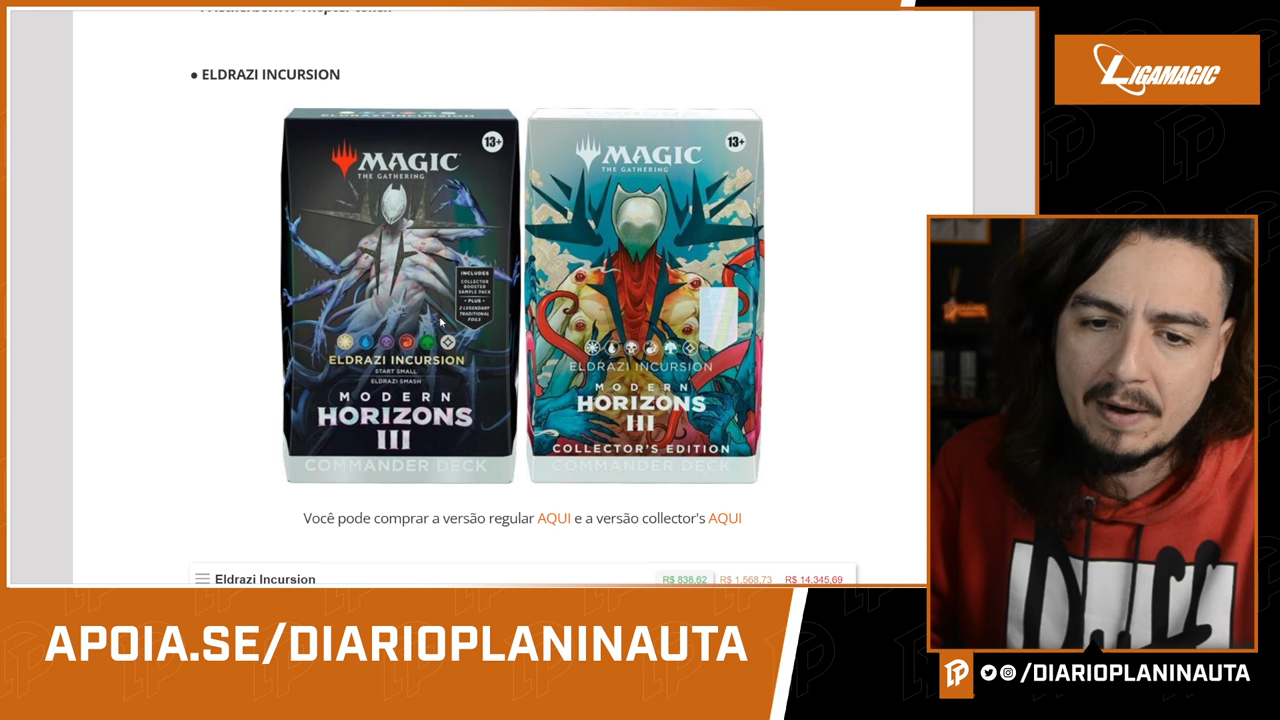 ● ELDRAZI INCURSION
13+
MAGIC
THE GATHERING
INCLUDES
COLLECTOR
BOOSTER
SAMPLE PACK
• PLUS •
2 LEGENDARY
TRADITIONAL
FOILS
ELDRAZI INCURSION
START SMALL
ELDRAZI SMASH
MODERN
HORIZONS
III
COMMANDER DECK
13+
MAGIC
THE GATHERING
ELDRAZI INCURSION
MODERN
HORIZONS
III
COLLECTOR'S EDITION
COMMANDER DECK
Você pode comprar a versão regular AQUI e a versão collector's AQUI
Eldrazi Incursion R$ 838,62 R$ 1.568,73 R$ 14.345,69
LIGAMAGIC
APOIA.SE/DIARIOPLANINAUTA
/DIARIOPLANINAUTA